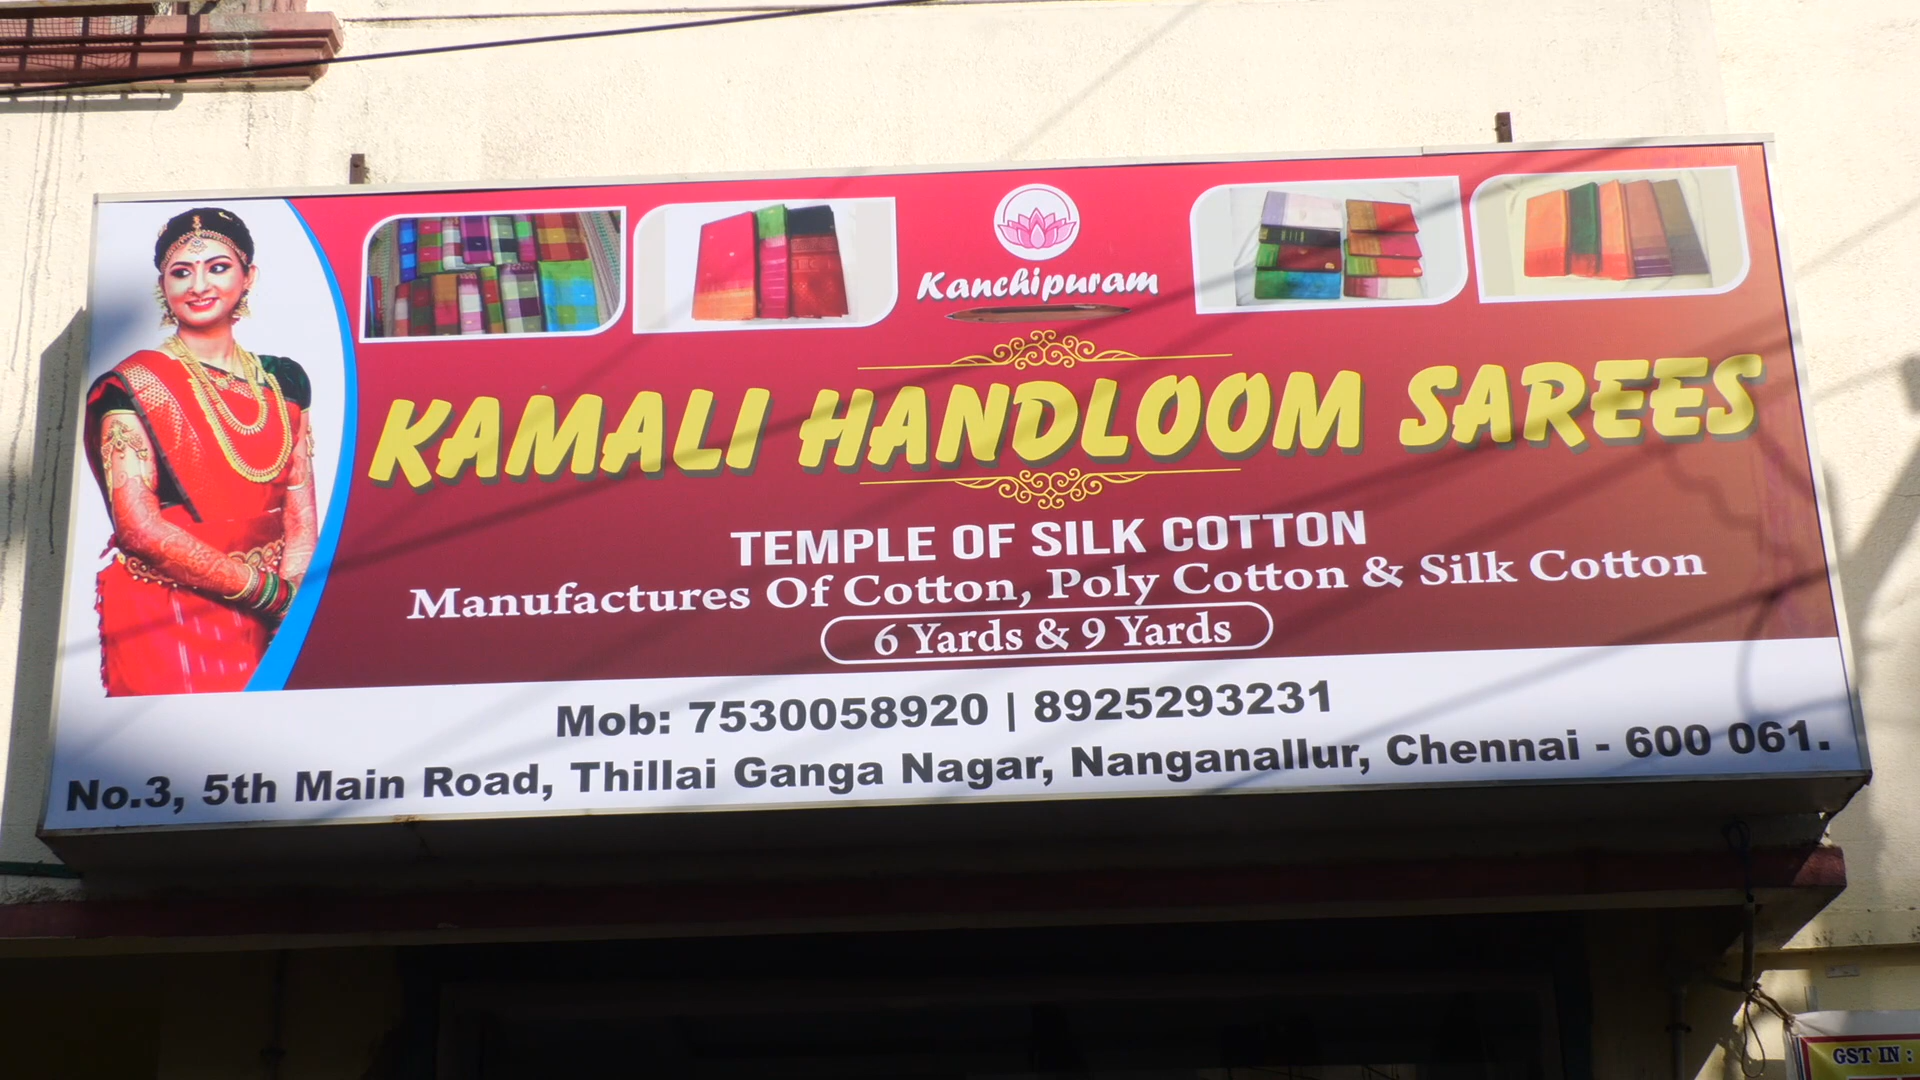 Kanchipuram
KAMALI HANDLOOM SAREES
TEMPLE OF SILK COTTON
Manufactures Of Cotton, Poly Cotton & Silk Cotton
6 Yards & 9 Yards
Mob: 7530058920 | 8925293231
No.3, 5th Main Road, Thillai Ganga Nagar, Nanganallur, Chennai - 600 061.
GST IN :